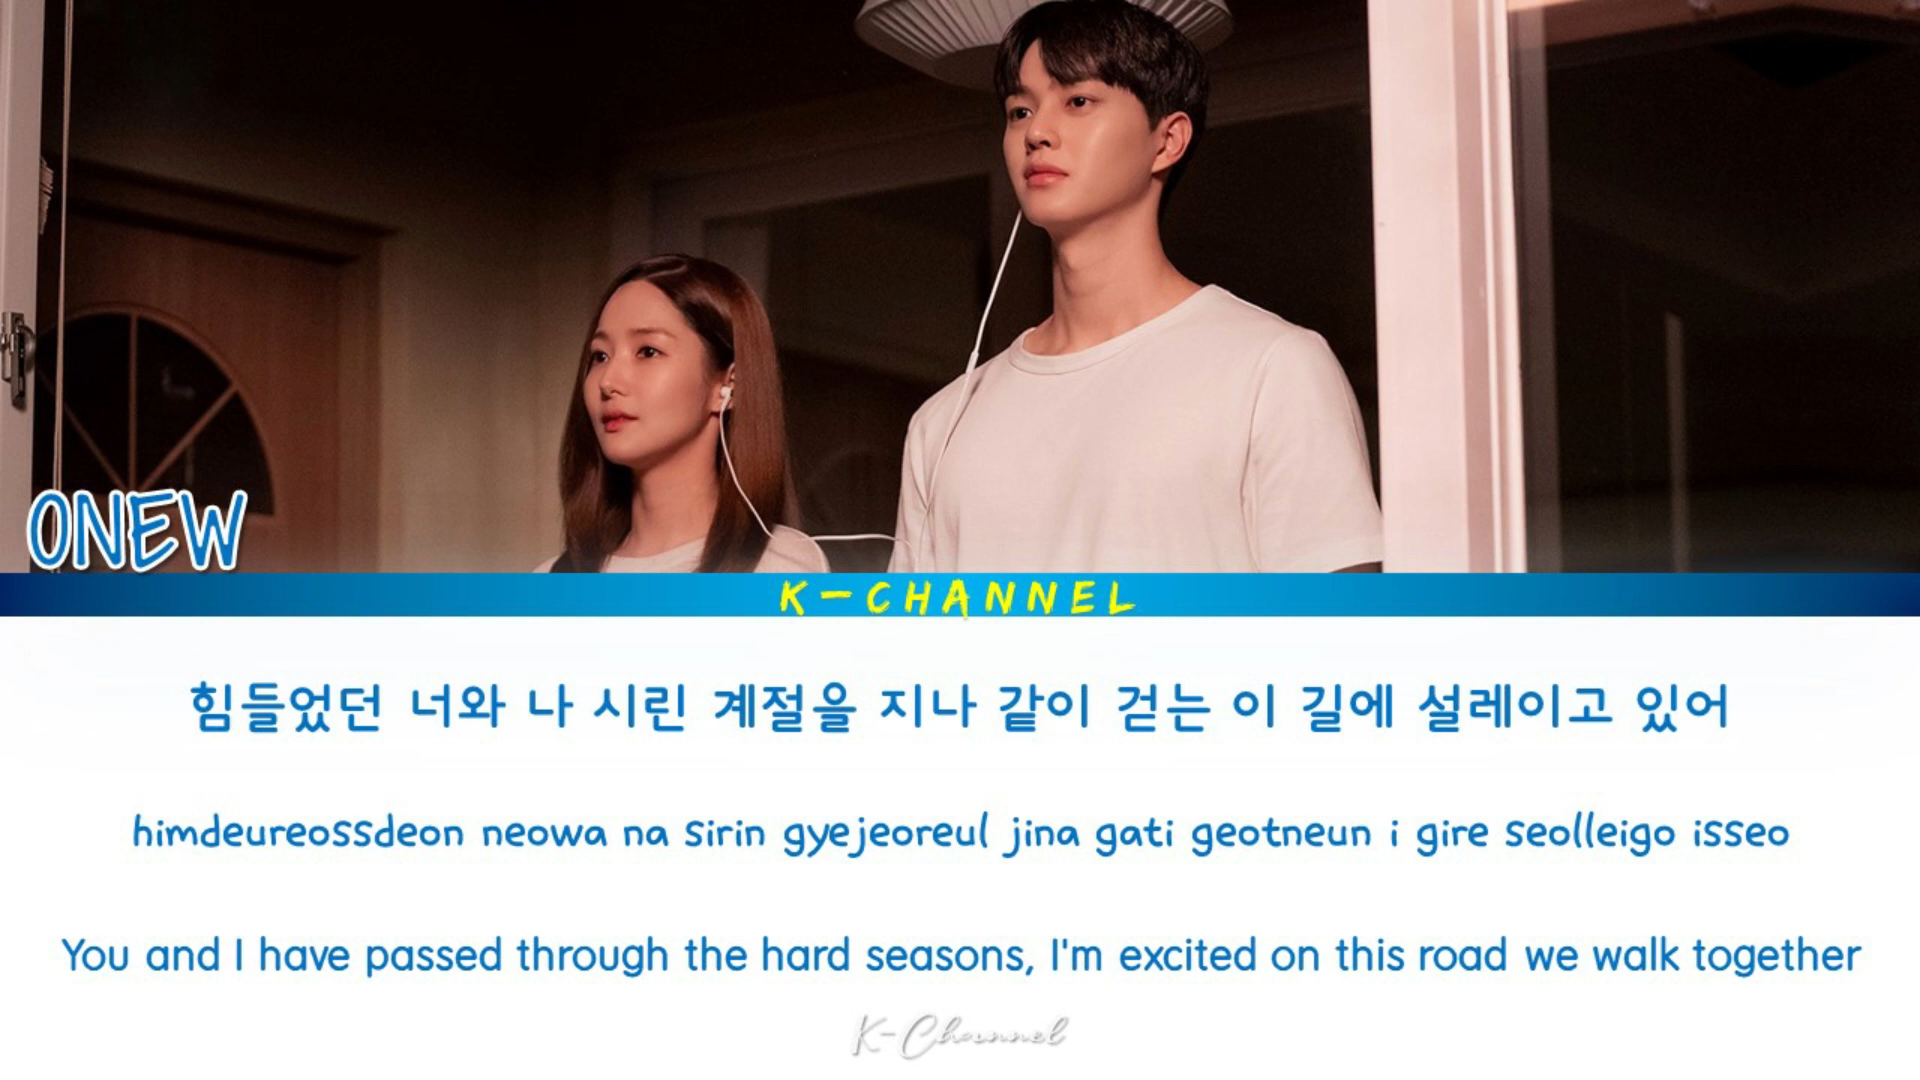 ONEW
K-CHANNEL
힘들었던 너와 나 시린 계절을 지나 같이 걷는 이 길에 설레이고 있어
himdeureossdeon neowa na sirin gyejeoreul jina gati geotneun i gire seolleigo isseo
You and I have passed through the hard seasons, I'm excited on this road we walk together
K-Channel